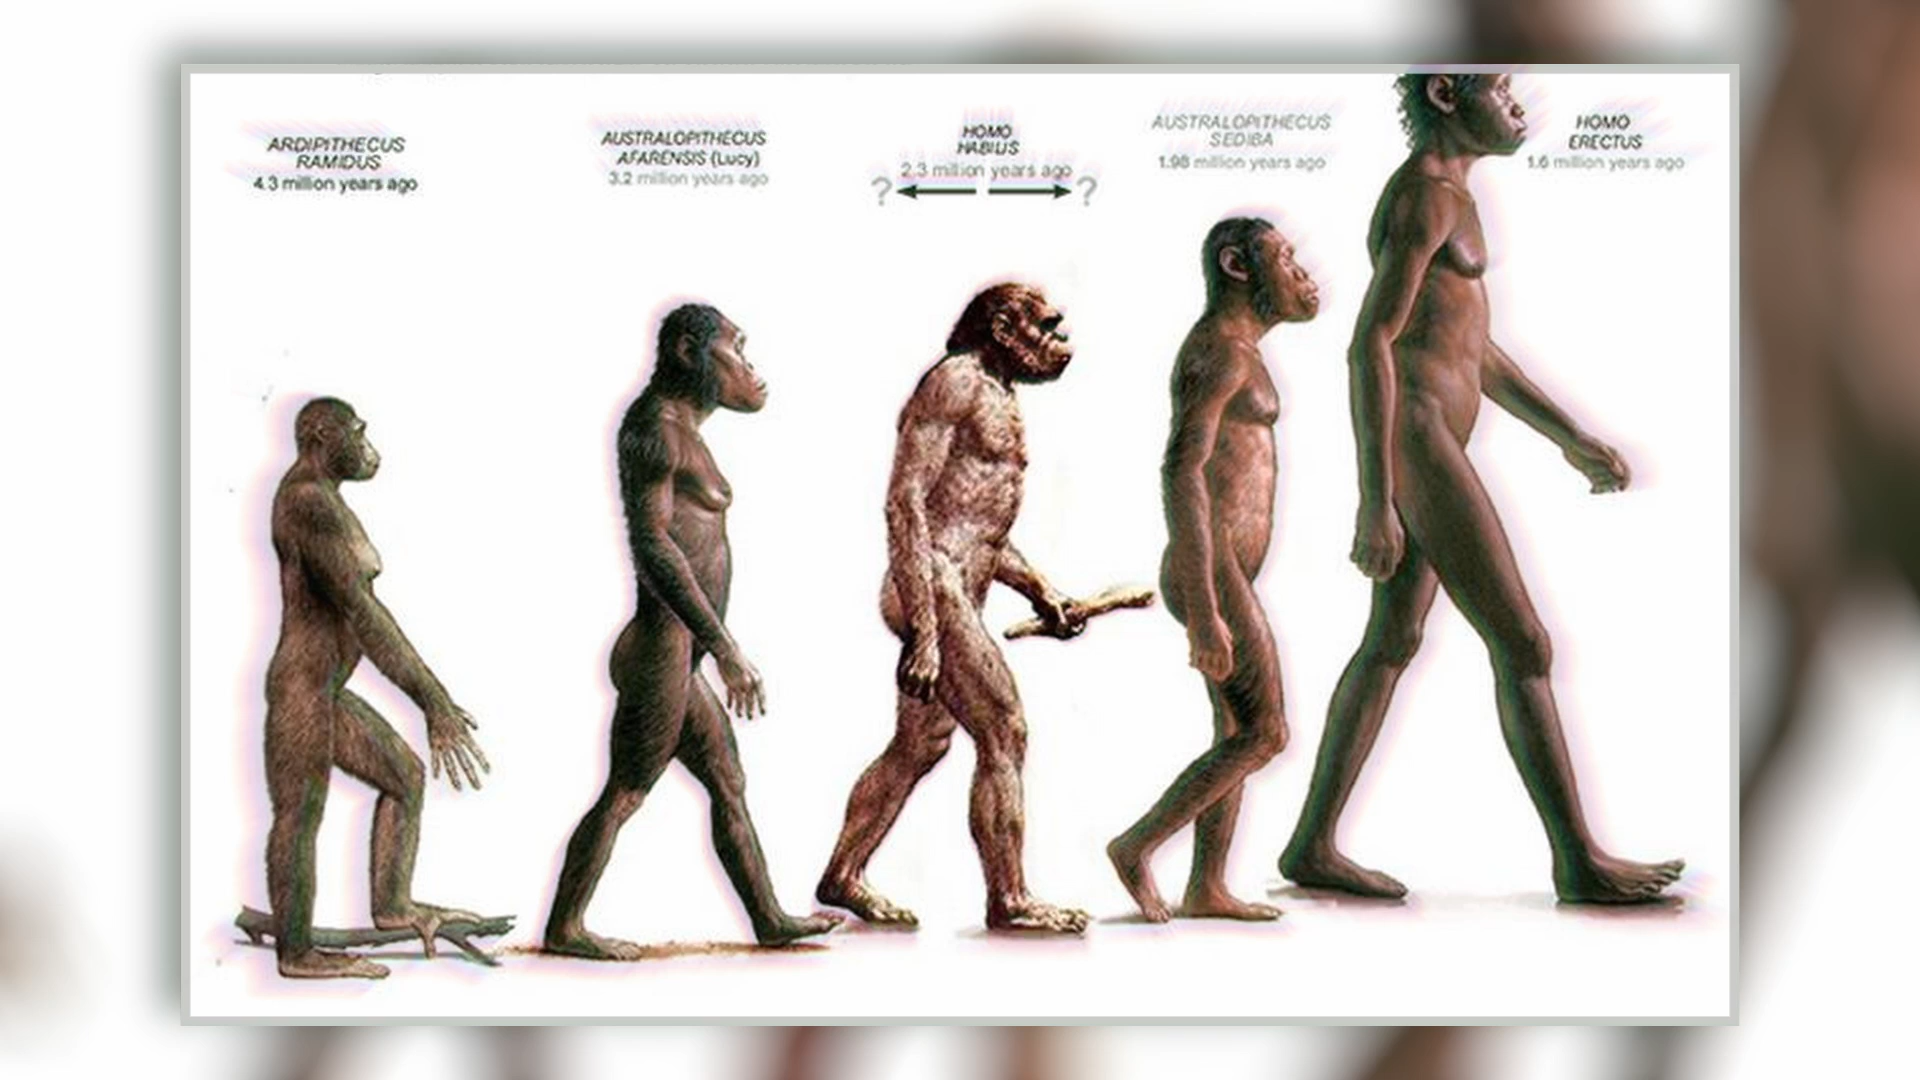 ARDIPITHECUS
RAMIDUS
4.3 million years ago
AUSTRALOPITHECUS
AFARENSIS (Lucy)
3.2 million years ago
HOMO
HABILIS
2.3 million years ago
? ?
AUSTRALOPITHECUS
SEDIBA
1.98 million years ago
HOMO
ERECTUS
1.6 million years ago